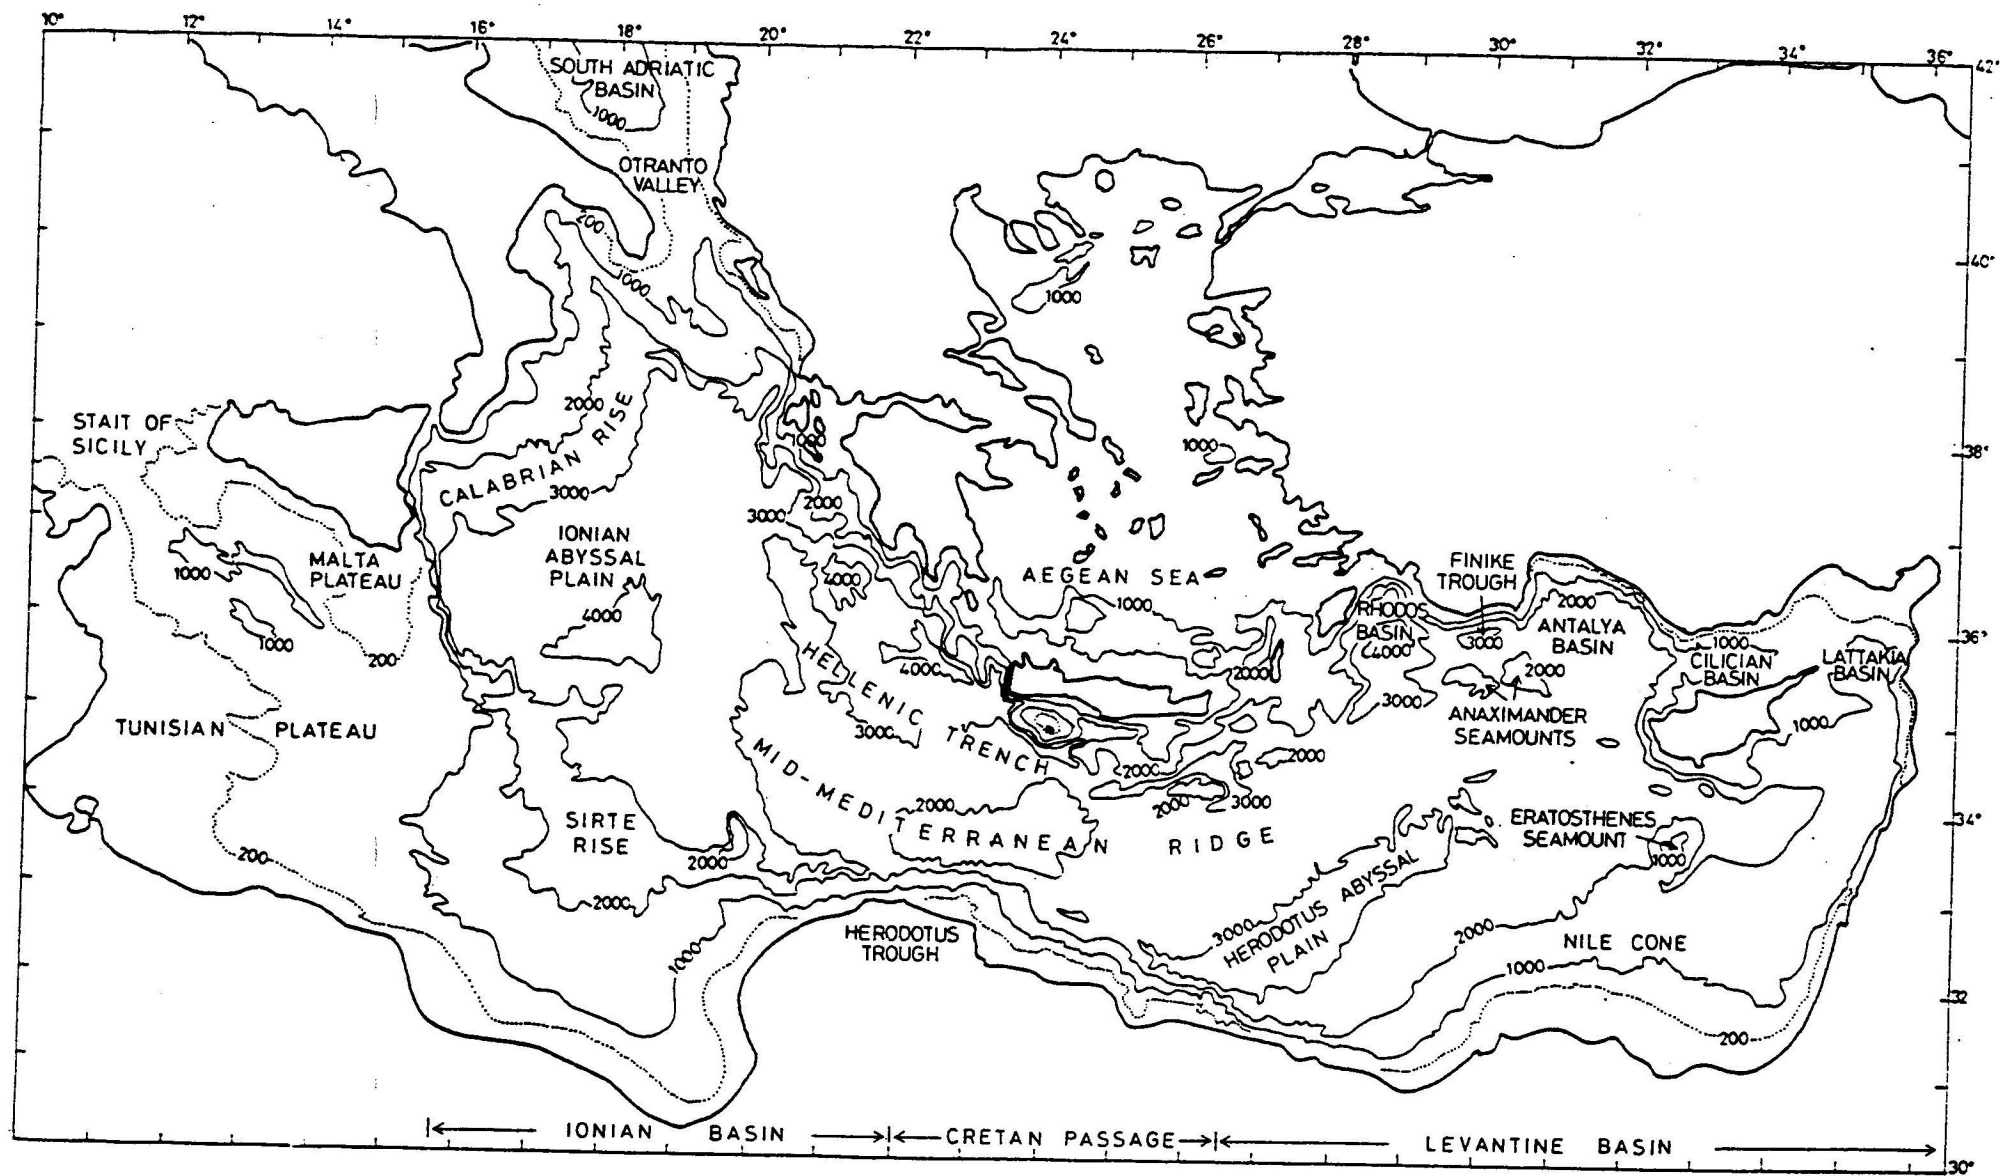 10° 12° 14° 16° 18° 20° 22° 24° 26° 28° 30° 32° 34° 36°
42°
SOUTH ADRIATIC
BASIN
1000
OTRANTO
VALLEY
200
1000
40°
1000
STAIT OF
SICILY
2000
CALABRIAN RISE
3000
1000
1000
38°
2000
3000
IONIAN
ABYSSAL
PLAIN
4000
MALTA
PLATEAU
1000
1000
200
4000
AEGEAN SEA
1000
FINIKE
TROUGH
RHODOS
BASIN
4000
3000
2000
ANTALYA
BASIN
36°
1000
CILICIAN
BASIN
LATTAKIA
BASIN
4000
2000
2000
3000
ANAXIMANDER
SEAMOUNTS
1000
TUNISIAN PLATEAU
HELLENIC TRENCH
3000
2000
2000
2000
3000
MID-MEDITERRANEAN RIDGE
2000
SIRTE
RISE
2000
2000
ERATOSTHENES
SEAMOUNT
1000
34°
200
1000
HERODOTUS
TROUGH
3000
HERODOTUS ABYSSAL
PLAIN
2000
NILE CONE
1000
32
200
IONIAN BASIN
CRETAN PASSAGE
LEVANTINE BASIN
30°